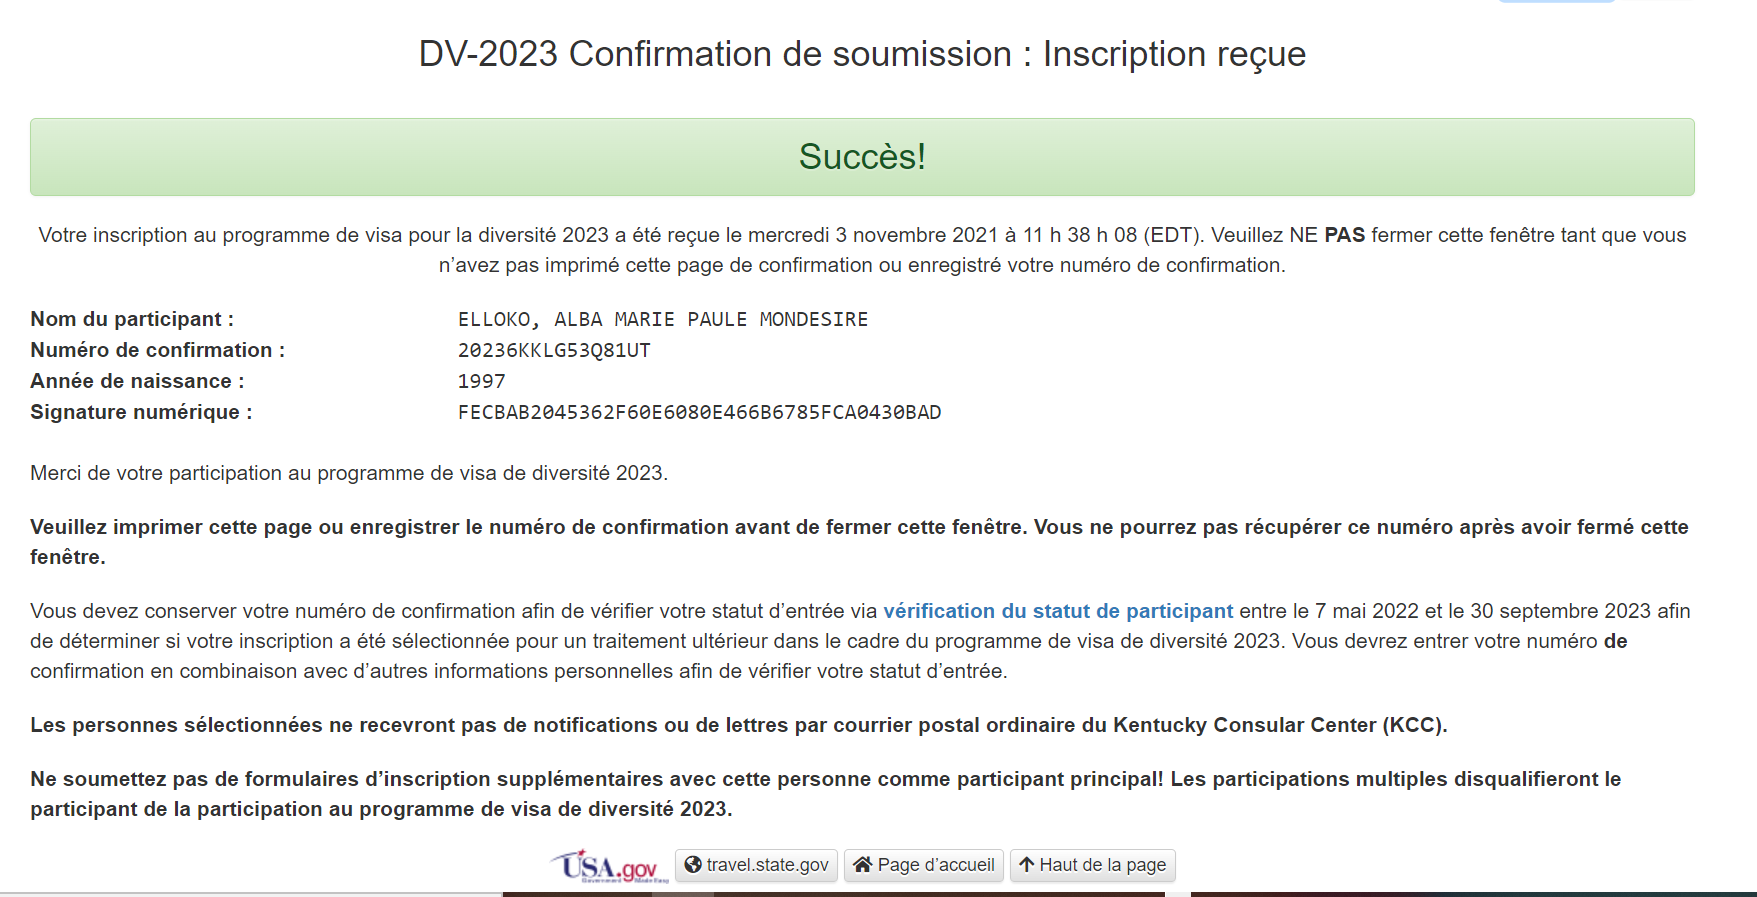 DV-2023 Confirmation de soumission : Inscription reçue
Succès!
Votre inscription au programme de visa pour la diversité 2023 a été reçue le mercredi 3 novembre 2021 à 11 h 38 h 08 (EDT). Veuillez NE PAS fermer cette fenêtre tant que vous
n’avez pas imprimé cette page de confirmation ou enregistré votre numéro de confirmation.
Nom du participant : ELLOKO, ALBA MARIE PAULE MONDESIRE
Numéro de confirmation : 20236KKLG53Q81UT
Année de naissance : 1997
Signature numérique : FECBAB2045362F60E6080E466B6785FCA0430BAD
Merci de votre participation au programme de visa de diversité 2023.
Veuillez imprimer cette page ou enregistrer le numéro de confirmation avant de fermer cette fenêtre. Vous ne pourrez pas récupérer ce numéro après avoir fermé cette
fenêtre.
Vous devez conserver votre numéro de confirmation afin de vérifier votre statut d’entrée via vérification du statut de participant entre le 7 mai 2022 et le 30 septembre 2023 afin
de déterminer si votre inscription a été sélectionnée pour un traitement ultérieur dans le cadre du programme de visa de diversité 2023. Vous devrez entrer votre numéro de
confirmation en combinaison avec d’autres informations personnelles afin de vérifier votre statut d’entrée.
Les personnes sélectionnées ne recevront pas de notifications ou de lettres par courrier postal ordinaire du Kentucky Consular Center (KCC).
Ne soumettez pas de formulaires d’inscription supplémentaires avec cette personne comme participant principal! Les participations multiples disqualifieront le
participant de la participation au programme de visa de diversité 2023.
USA.gov travel.state.gov Page d’accueil Haut de la page
Government Made Easy